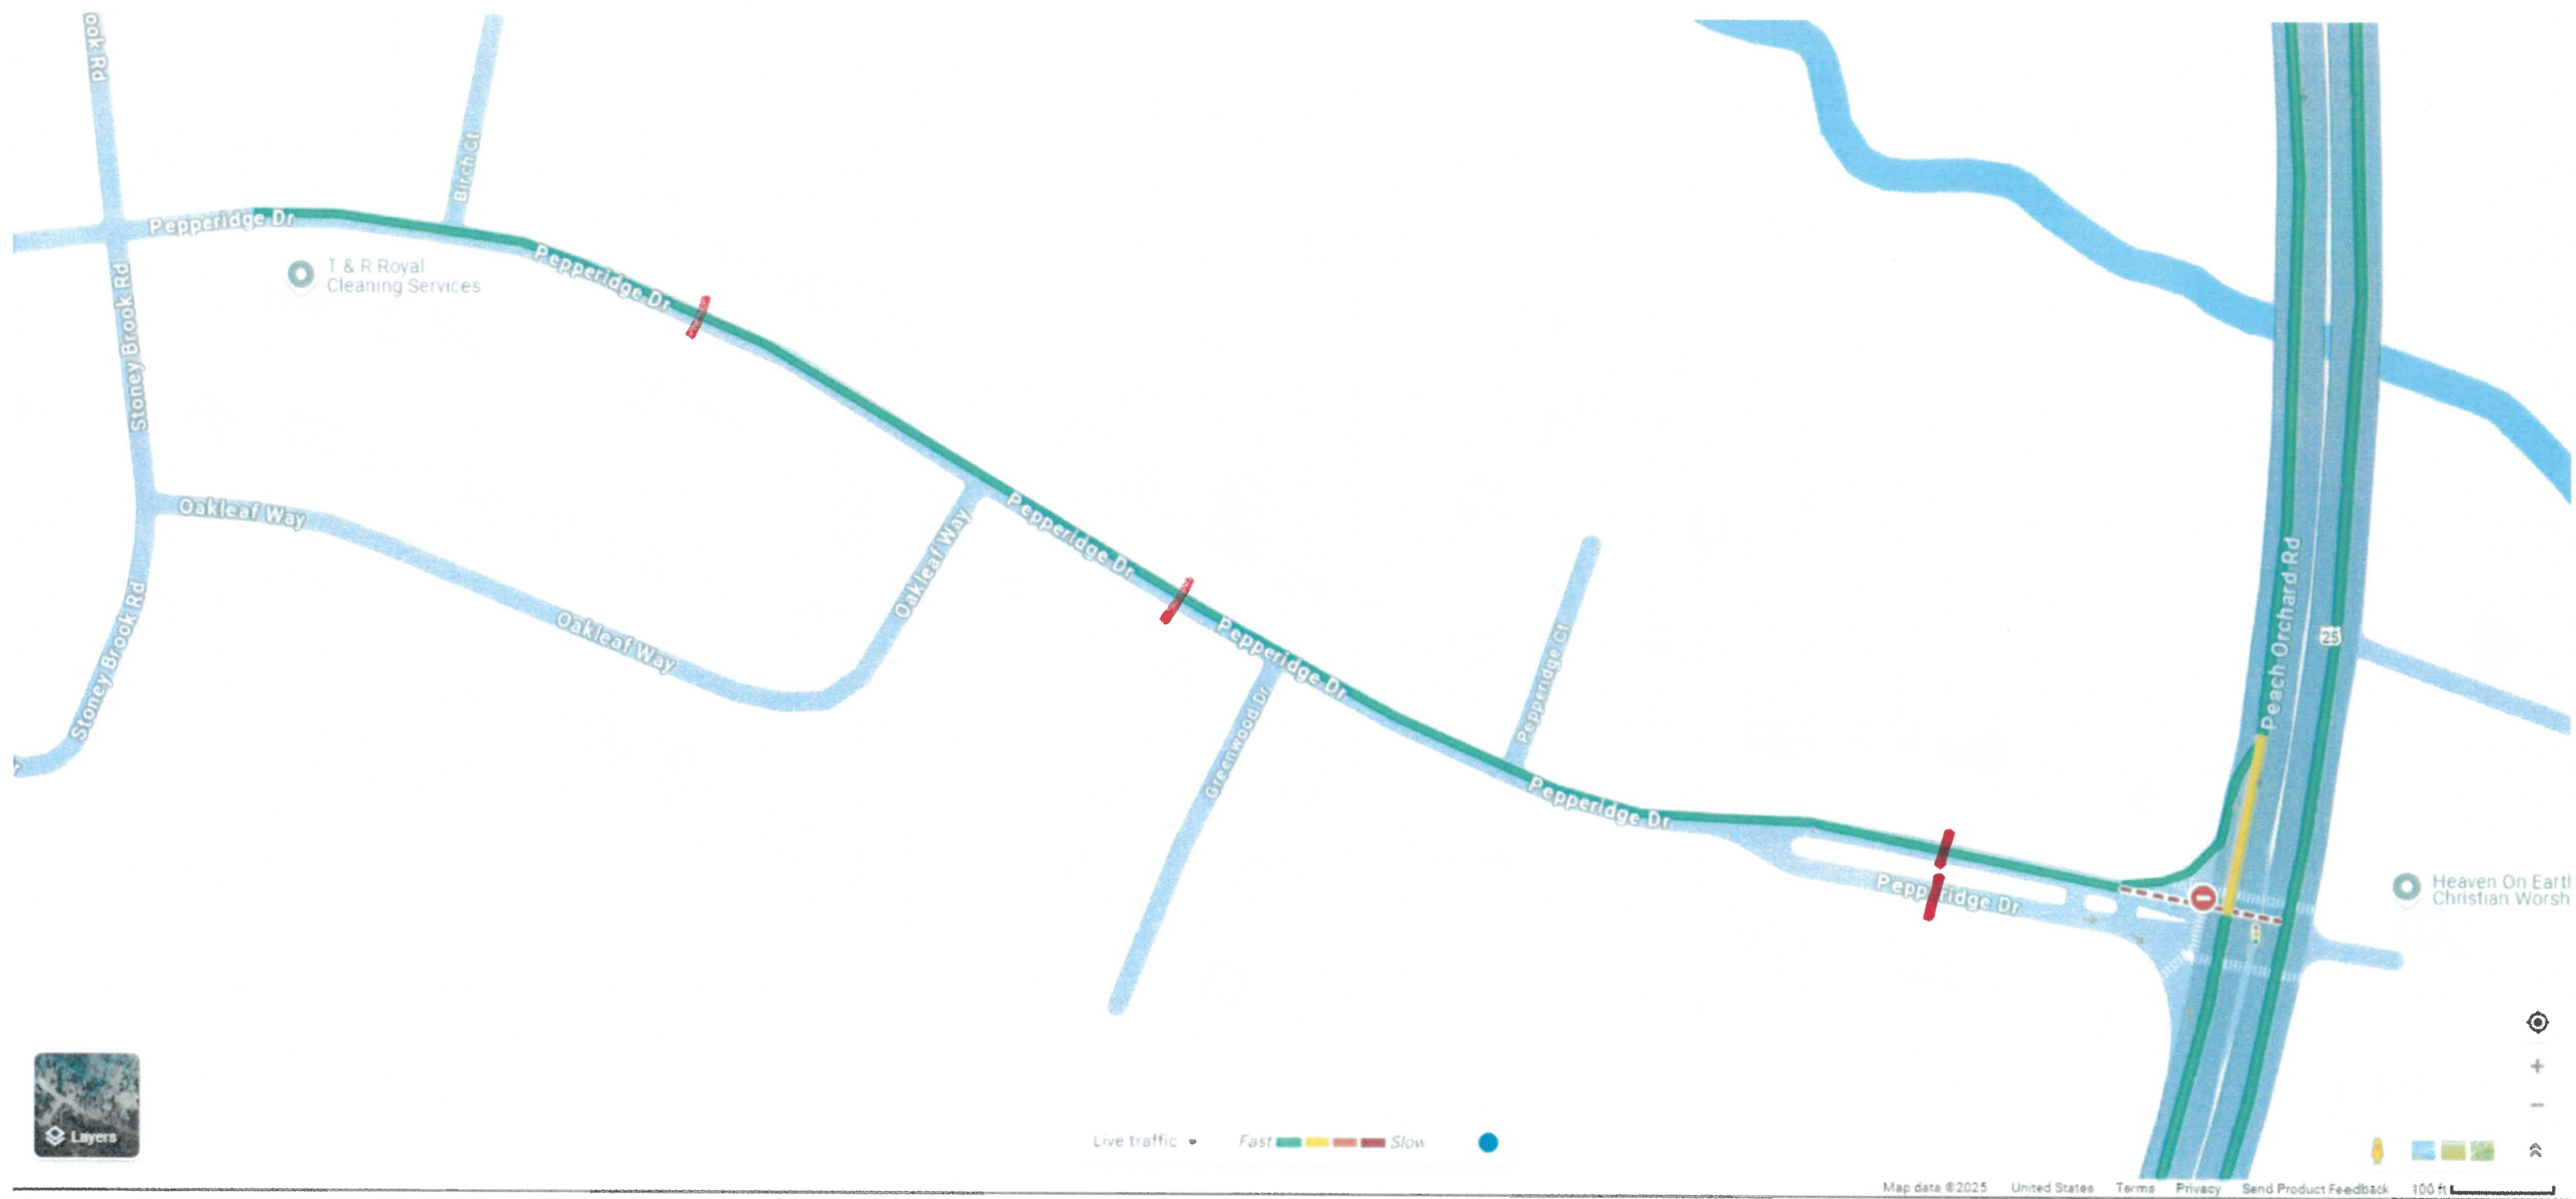 ook Rd
Birch Ct
Pepperidge Dr
T & R Royal
Cleaning Services
Pepperidge Dr
Stoney Brook Rd
Oakleaf Way
Oakleaf Way
Pepperidge Dr
Stoney Brook Rd
Oakleaf Way
Pepperidge Dr
Greenwood Dr
Pepperidge Ct
Peach Orchard Rd
25
Pepperidge Dr
Pepperidge Dr
Heaven On Earth
Christian Worsh
Layers
Live traffic
Fast
Slow
Map data ©2025 United States Terms Privacy Send Product Feedback 100 ft